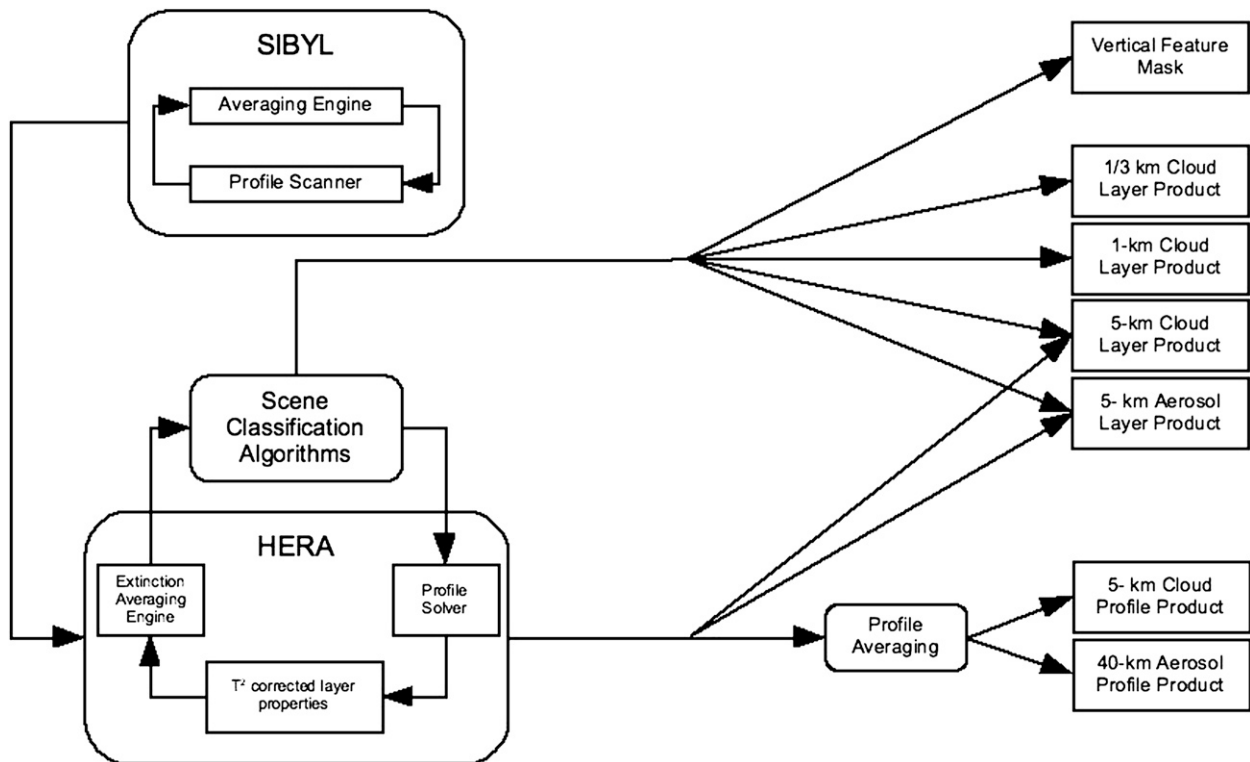 SIBYL
Averaging Engine
Profile Scanner
Vertical Feature
Mask
1/3 km Cloud
Layer Product
1-km Cloud
Layer Product
5-km Cloud
Layer Product
5- km Aerosol
Layer Product
Scene
Classification
Algorithms
HERA
Extinction
Averaging
Engine
Profile
Solver
T² corrected layer
properties
Profile
Averaging
5- km Cloud
Profile Product
40-km Aerosol
Profile Product